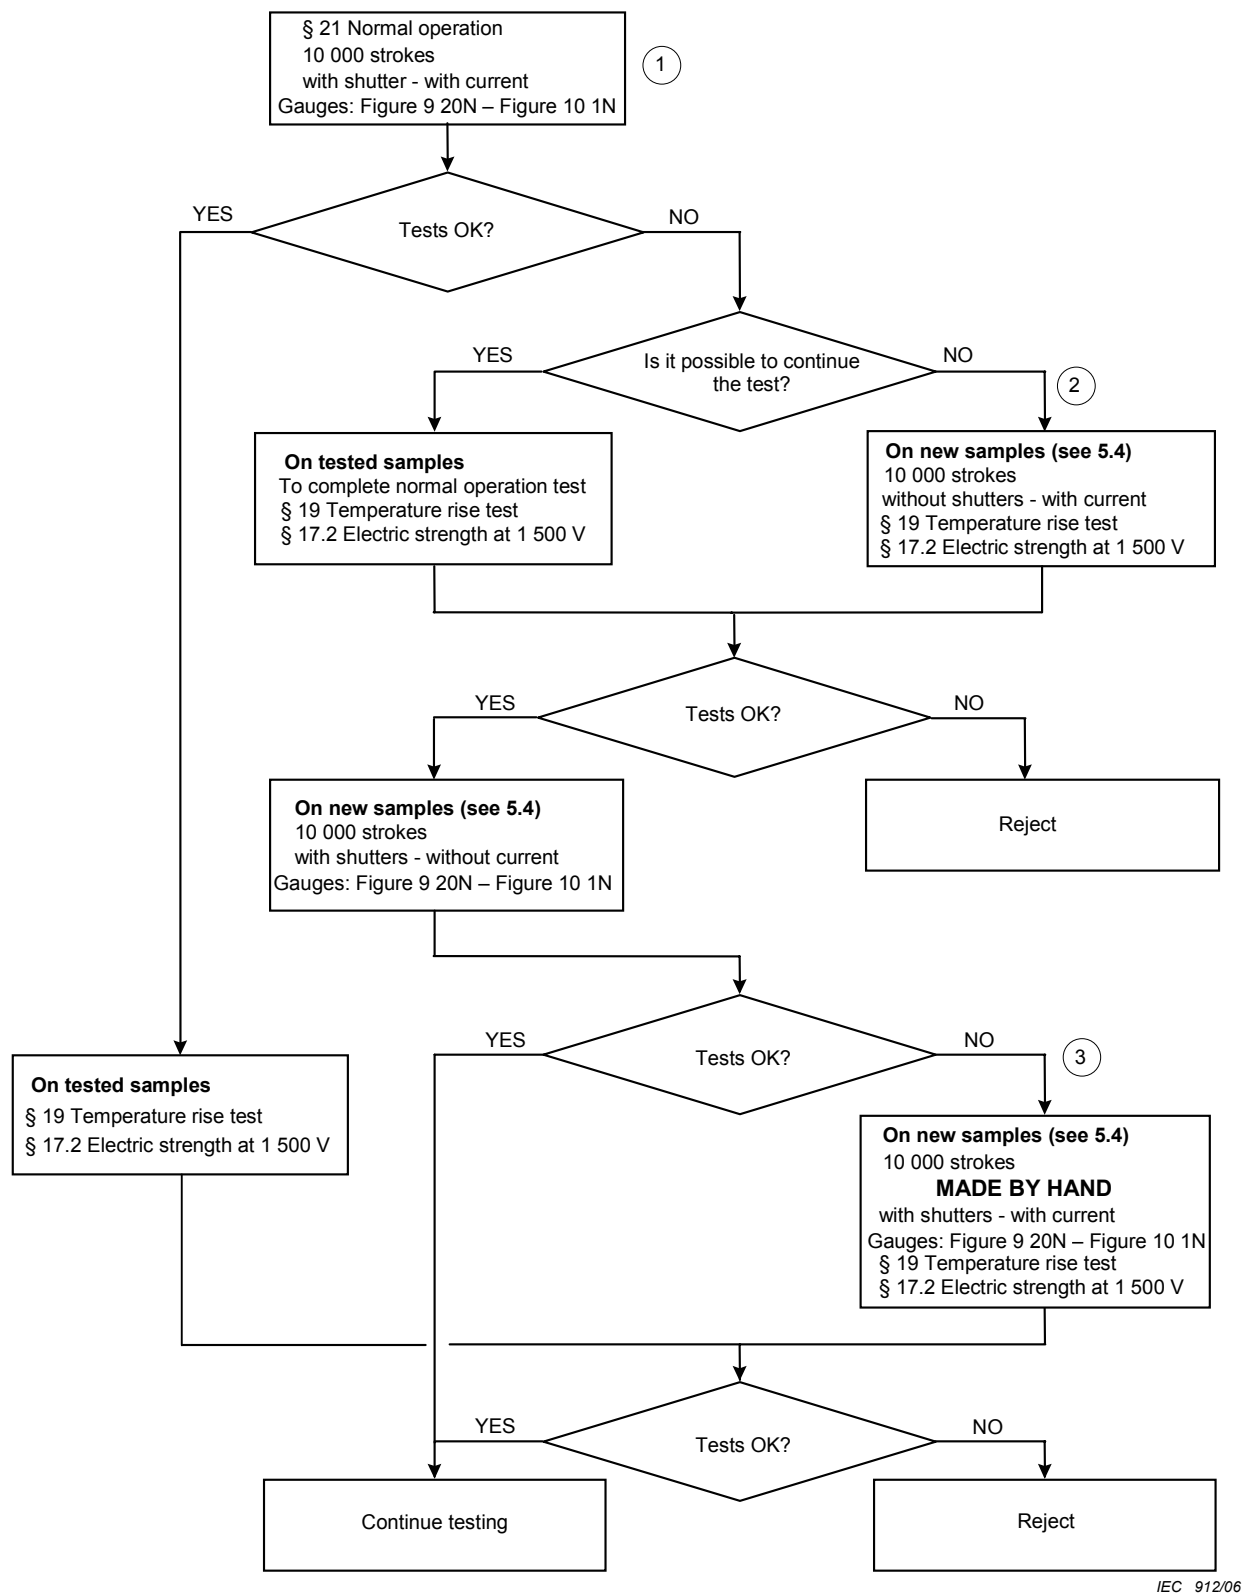 § 21 Normal operation
10 000 strokes
with shutter - with current
Gauges: Figure 9 20N – Figure 10 1N
1
Tests OK?
YES
NO
Is it possible to continue
the test?
YES
NO
2
On tested samples
To complete normal operation test
§ 19 Temperature rise test
§ 17.2 Electric strength at 1 500 V
On new samples (see 5.4)
10 000 strokes
without shutters - with current
§ 19 Temperature rise test
§ 17.2 Electric strength at 1 500 V
Tests OK?
YES
NO
On new samples (see 5.4)
10 000 strokes
with shutters - without current
Gauges: Figure 9 20N – Figure 10 1N
Reject
Tests OK?
YES
NO
3
On tested samples
§ 19 Temperature rise test
§ 17.2 Electric strength at 1 500 V
On new samples (see 5.4)
10 000 strokes
MADE BY HAND
with shutters - with current
Gauges: Figure 9 20N – Figure 10 1N
§ 19 Temperature rise test
§ 17.2 Electric strength at 1 500 V
Tests OK?
YES
NO
Continue testing
Reject
IEC 912/06